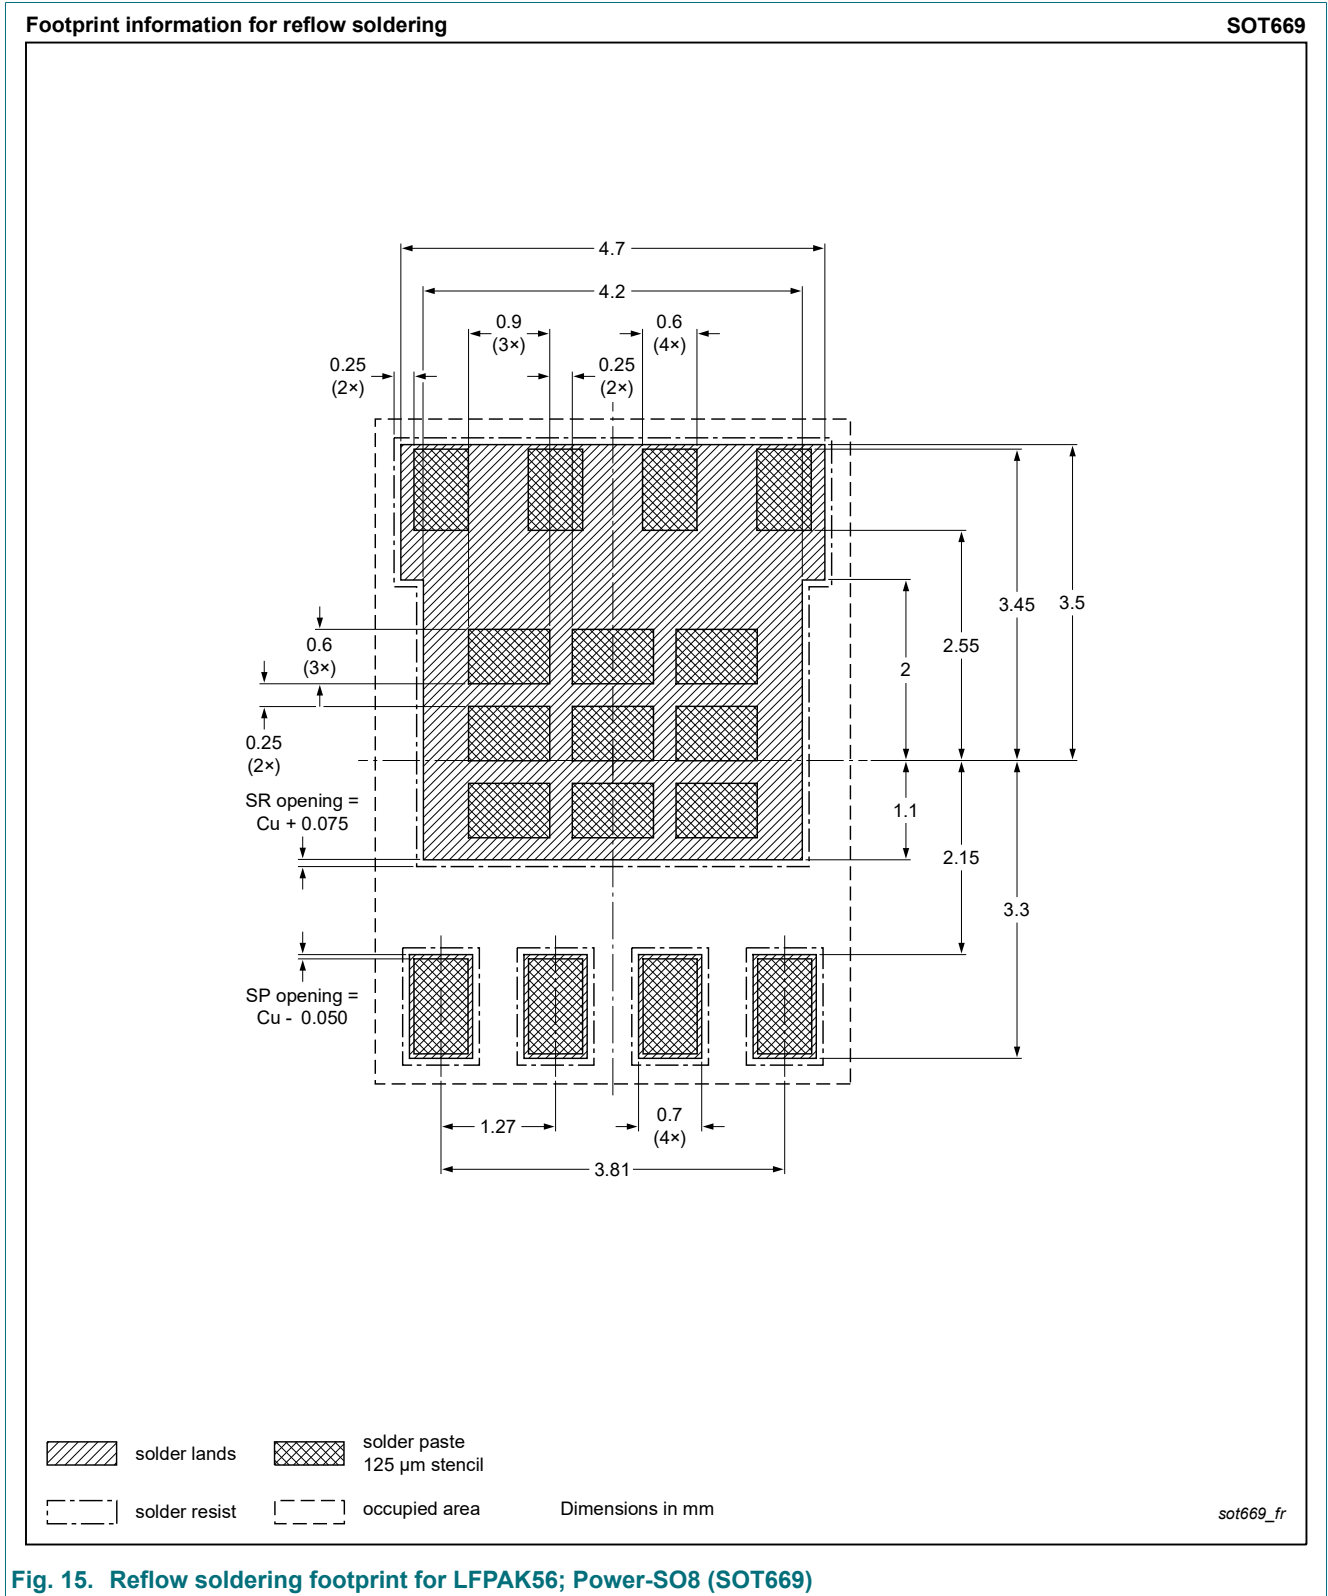 Footprint information for reflow soldering
SOT669
4.7
4.2
0.9
(3×)
0.6
(4×)
0.25
(2×)
0.25
(2×)
3.45
3.5
2.55
2
0.6
(3×)
0.25
(2×)
SR opening =
Cu + 0.075
1.1
2.15
3.3
SP opening =
Cu - 0.050
1.27
0.7
(4×)
3.81
solder lands
solder paste
125 µm stencil
solder resist
occupied area
Dimensions in mm
sot669_fr
Fig. 15. Reflow soldering footprint for LFPAK56; Power-SO8 (SOT669)